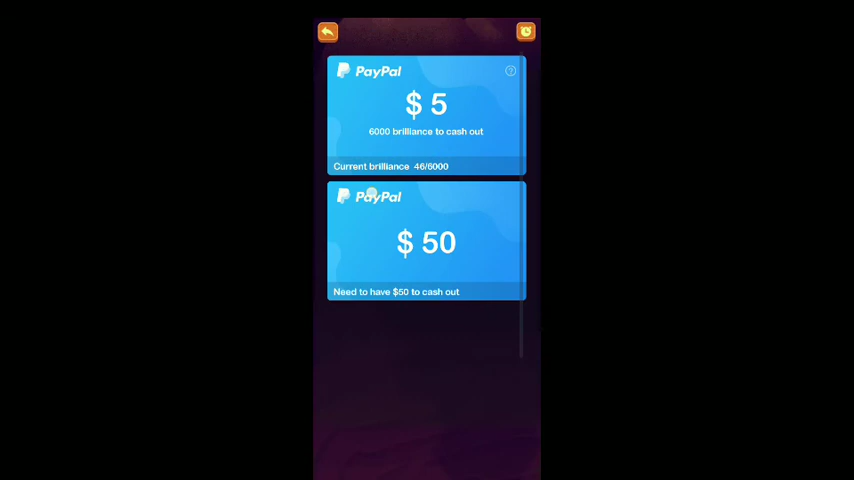 PayPal
?
$ 5
6000 brilliance to cash out
Current brilliance 46/6000
PayPal
$ 50
Need to have $50 to cash out